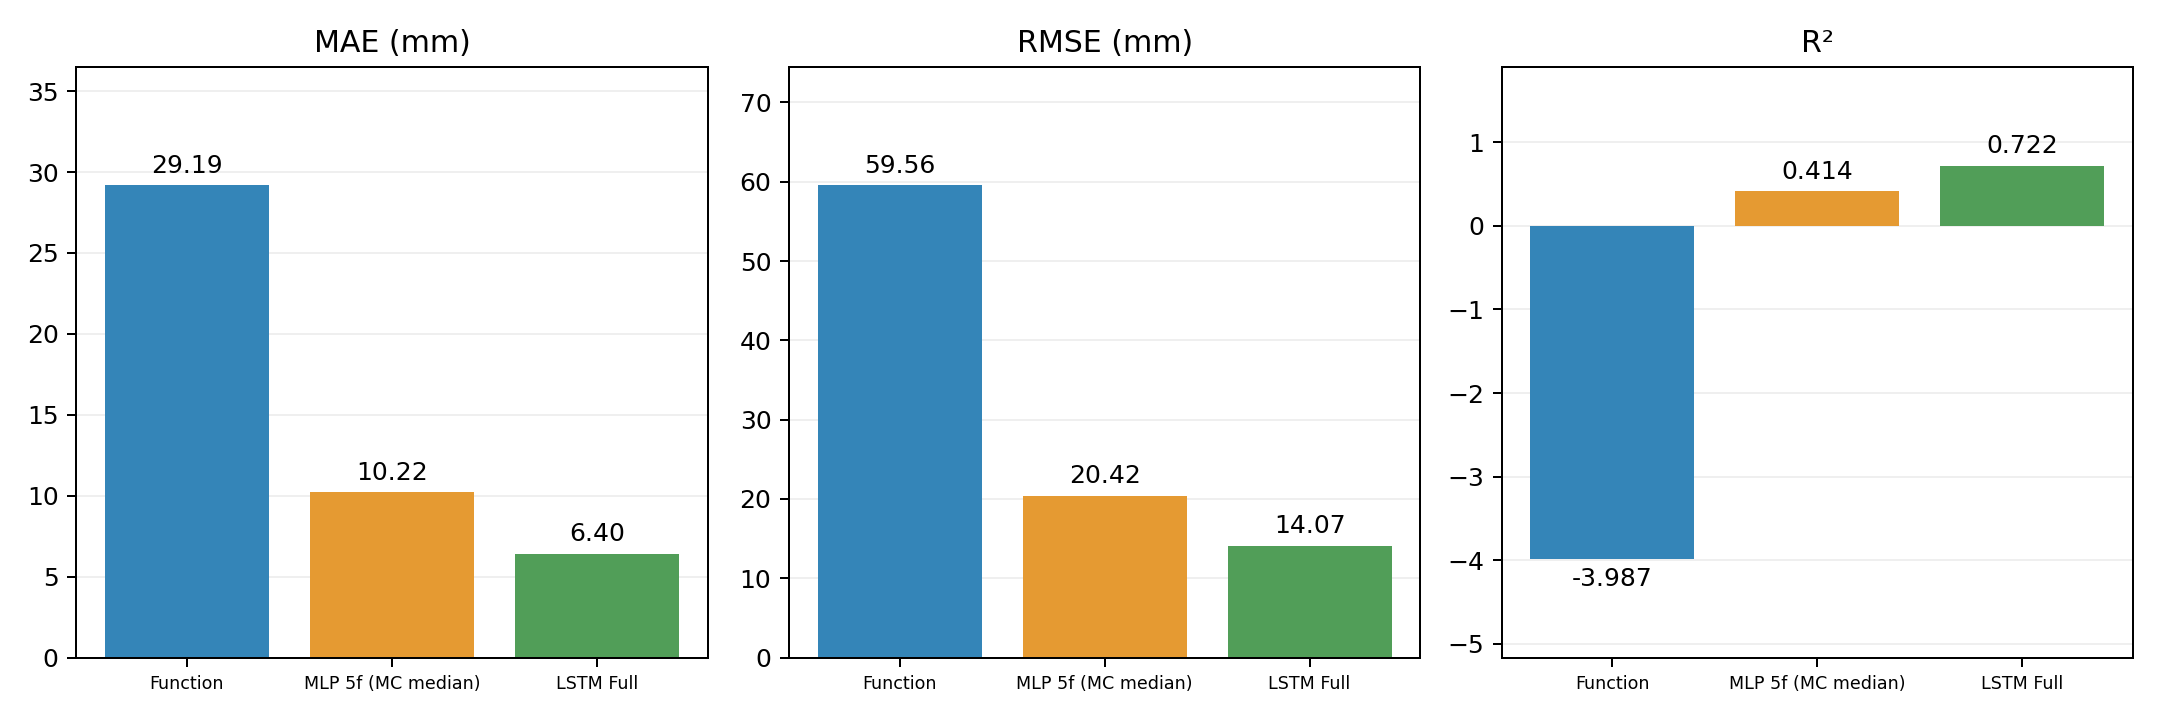 MAE (mm)
35
30
25
20
15
10
5
0
29.19
10.22
6.40
Function
MLP 5f (MC median)
LSTM Full
RMSE (mm)
70
60
50
40
30
20
10
0
59.56
20.42
14.07
Function
MLP 5f (MC median)
LSTM Full
R²
1
0
−1
−2
−3
−4
−5
-3.987
0.414
0.722
Function
MLP 5f (MC median)
LSTM Full